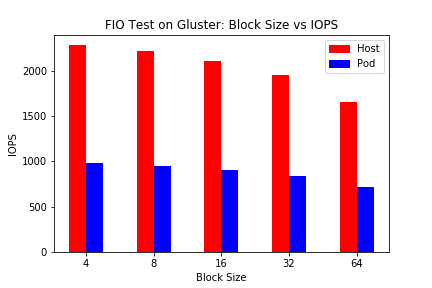 FIO Test on Gluster: Block Size vs IOPS
Host
Pod
2000
1500
1000
500
0
IOPS
4 8 16 32 64
Block Size